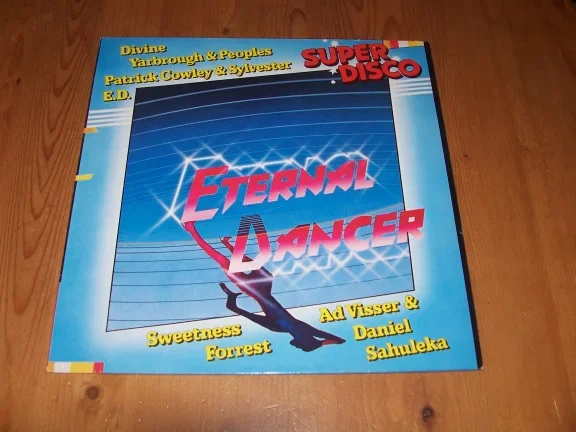 Divine
Yarbrough & Peoples
Patrick Cowley & Sylvester
E.D.
SUPER
DISCO
ETERNAL
DANCER
Sweetness
Forrest
Ad Visser &
Daniel
Sahuleka